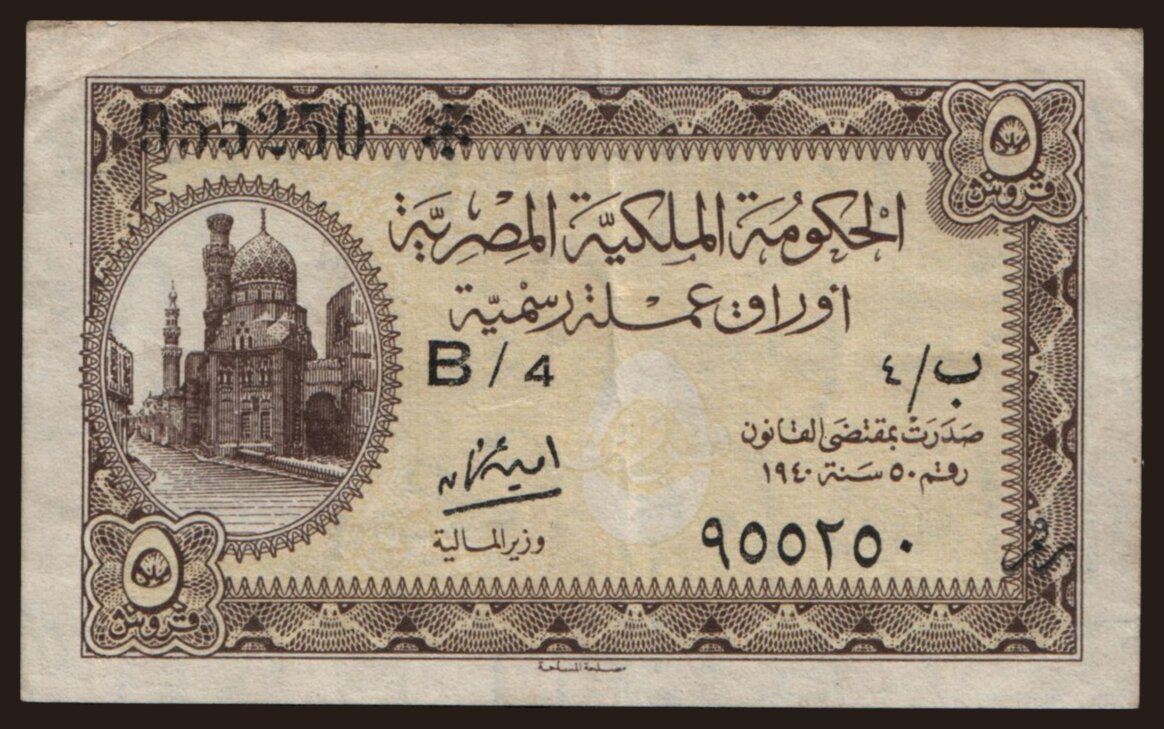 955250 *
٥
قروش
الحكومة الملكية المصرية
أوراق عملة رسمية
B / 4
ب/٤
صدرت بمقتضى القانون
رقم ٥٠ سنة ١٩٤٠
وزير المالية
٩٥٥٢٥٠
٥
قروش
مصلحة المساحة